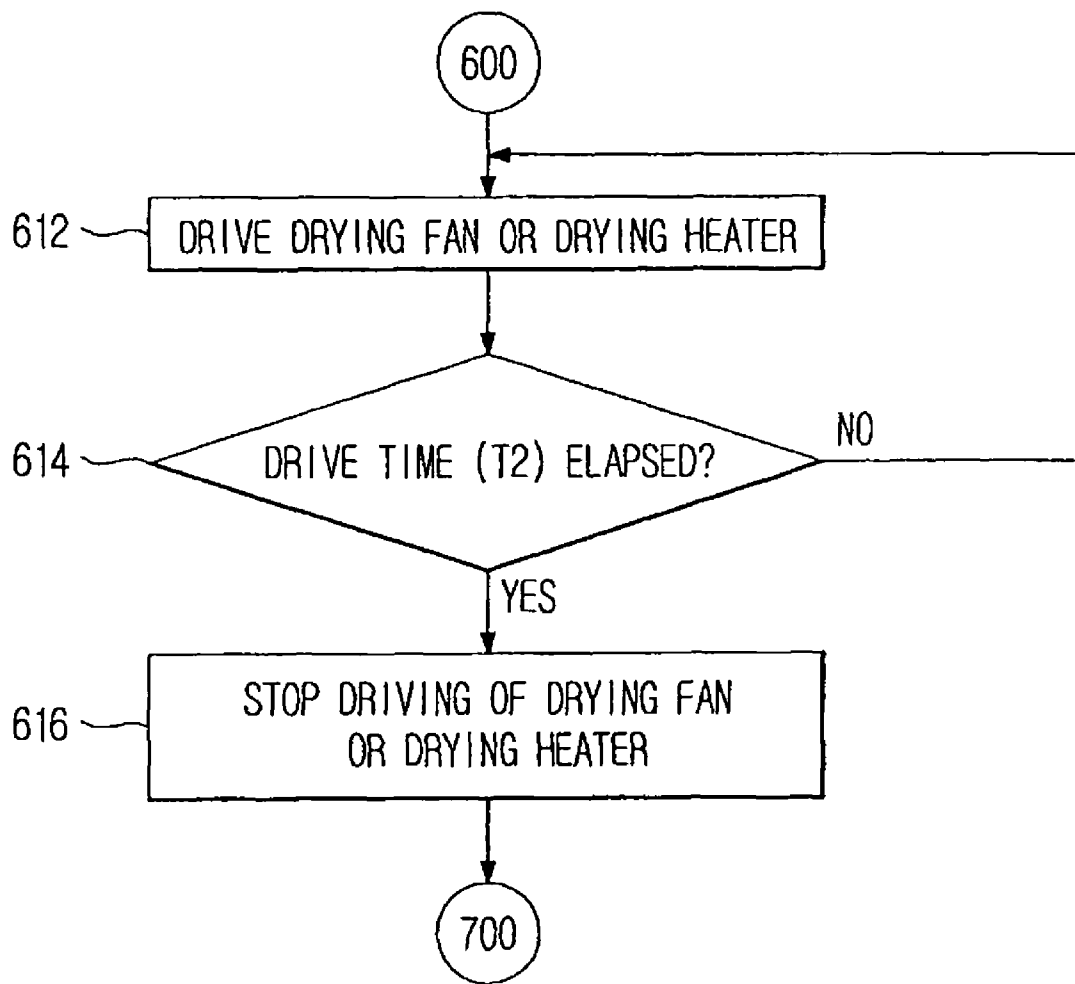 600
612
DRIVE DRYING FAN OR DRYING HEATER
614
DRIVE TIME (T2) ELAPSED?
NO
YES
616
STOP DRIVING OF DRYING FAN
OR DRYING HEATER
700